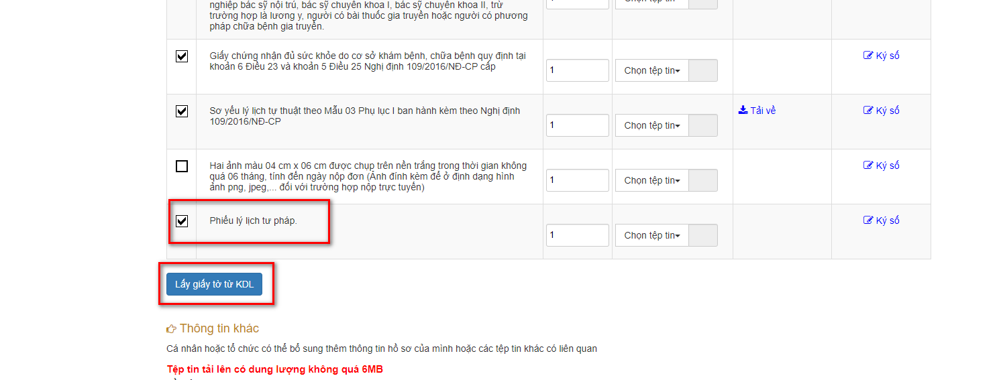 nghiệp bác sỹ nội trú, bác sỹ chuyên khoa I, bác sỹ chuyên khoa II, trừ
trường hợp là lương y, người có bài thuốc gia truyền hoặc người có phương
pháp chữa bệnh gia truyền.
Giấy chứng nhận đủ sức khỏe do cơ sở khám bệnh, chữa bệnh quy định tại
khoản 6 Điều 23 và khoản 5 Điều 25 Nghị định 109/2016/NĐ-CP cấp
1
Chọn tệp tin
Ký số
Sơ yếu lý lịch tự thuật theo Mẫu 03 Phụ lục I ban hành kèm theo Nghị định
109/2016/NĐ-CP
1
Chọn tệp tin
Tải về
Ký số
Hai ảnh màu 04 cm x 06 cm được chụp trên nền trắng trong thời gian không
quá 06 tháng, tính đến ngày nộp đơn (Ảnh đính kèm để ở định dạng hình
ảnh png, jpeg,... đối với trường hợp nộp trực tuyến)
1
Chọn tệp tin
Ký số
Phiếu lý lịch tư pháp.
1
Chọn tệp tin
Ký số
Lấy giấy tờ từ KDL
Thông tin khác
Cá nhân hoặc tổ chức có thể bổ sung thêm thông tin hồ sơ của mình hoặc các tệp tin khác có liên quan
Tệp tin tải lên có dung lượng không quá 6MB